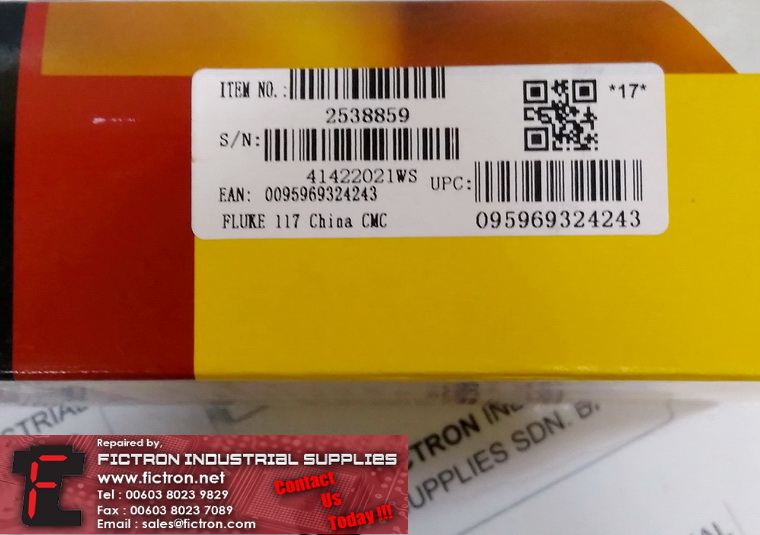 ITEM NO.:
2538859
*17*
S/N:
41422021WS
UPC:
EAN: 0095969324243
FLUKE 117 China CMC
095969324243
CTRON IN
UPPLIES SDN. B
Repaired by,
FICTRON INDUSTRIAL SUPPLIES
www.fictron.net
Tel : 00603 8023 9829
Fax : 00603 8023 7089
Email : sales@fictron.com
Contact
Us
Today !!!